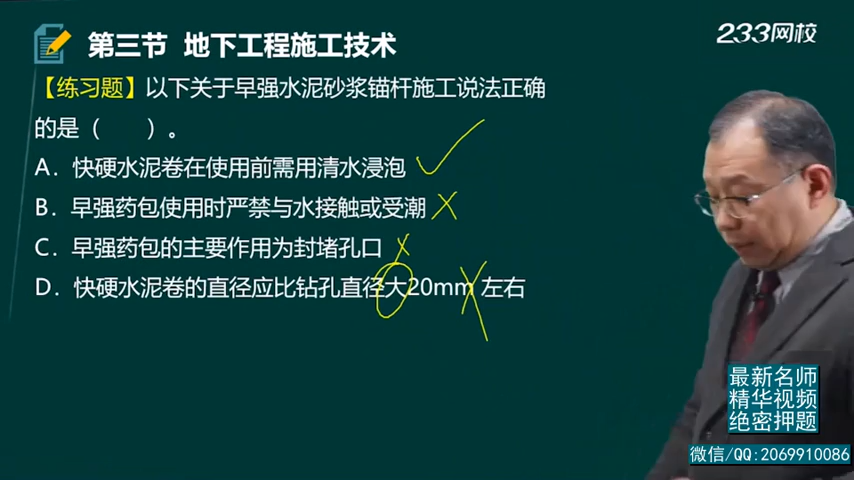 第三节 地下工程施工技术
233网校
【练习题】以下关于早强水泥砂浆锚杆施工说法正确
的是（ ）。
A. 快硬水泥卷在使用前需用清水浸泡
B. 早强药包使用时严禁与水接触或受潮
C. 早强药包的主要作用为封堵孔口
D. 快硬水泥卷的直径应比钻孔直径大20mm 左右
最新名师
精华视频
绝密押题
微信/QQ:2069910086